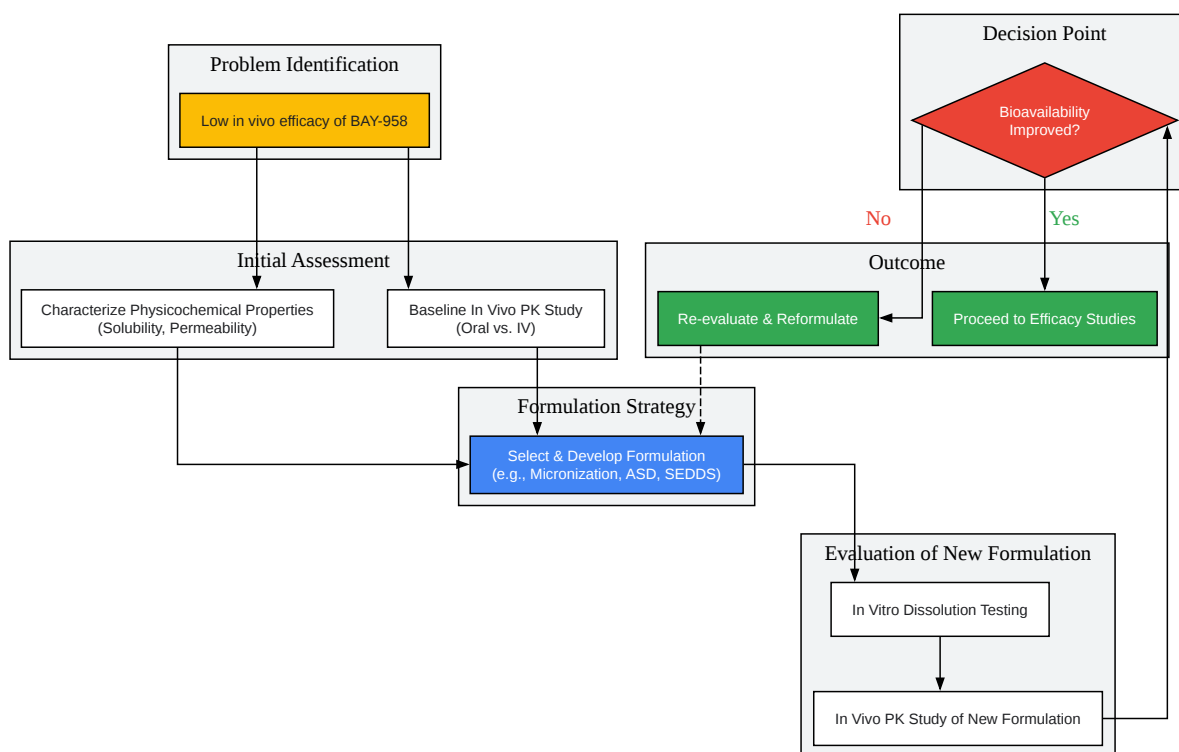 Decision Point
Bioavailability
Improved?
Problem Identification
Low in vivo efficacy of BAY-958
No
Yes
Initial Assessment
Characterize Physicochemical Properties
(Solubility, Permeability)
Baseline In Vivo PK Study
(Oral vs. IV)
Outcome
Re-evaluate & Reformulate
Proceed to Efficacy Studies
Formulation Strategy
Select & Develop Formulation
(e.g., Micronization, ASD, SEDDS)
Evaluation of New Formulation
In Vitro Dissolution Testing
In Vivo PK Study of New Formulation